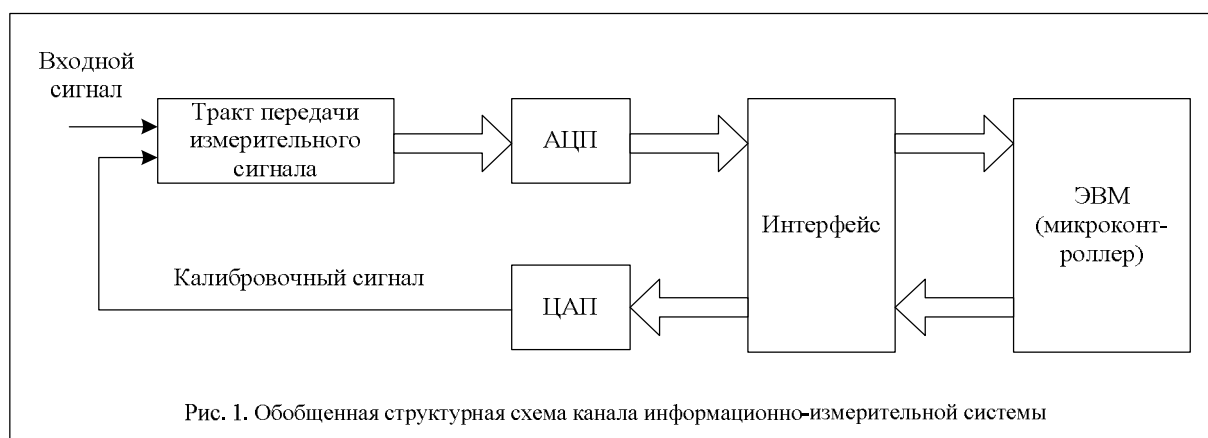 Входной
сигнал
Тракт передачи
измерительного
сигнала
АЦП
Интерфейс
ЭВМ
(микроконт-
роллер)
Калибровочный сигнал
ЦАП
Рис. 1. Обобщенная структурная схема канала информационно-измерительной системы